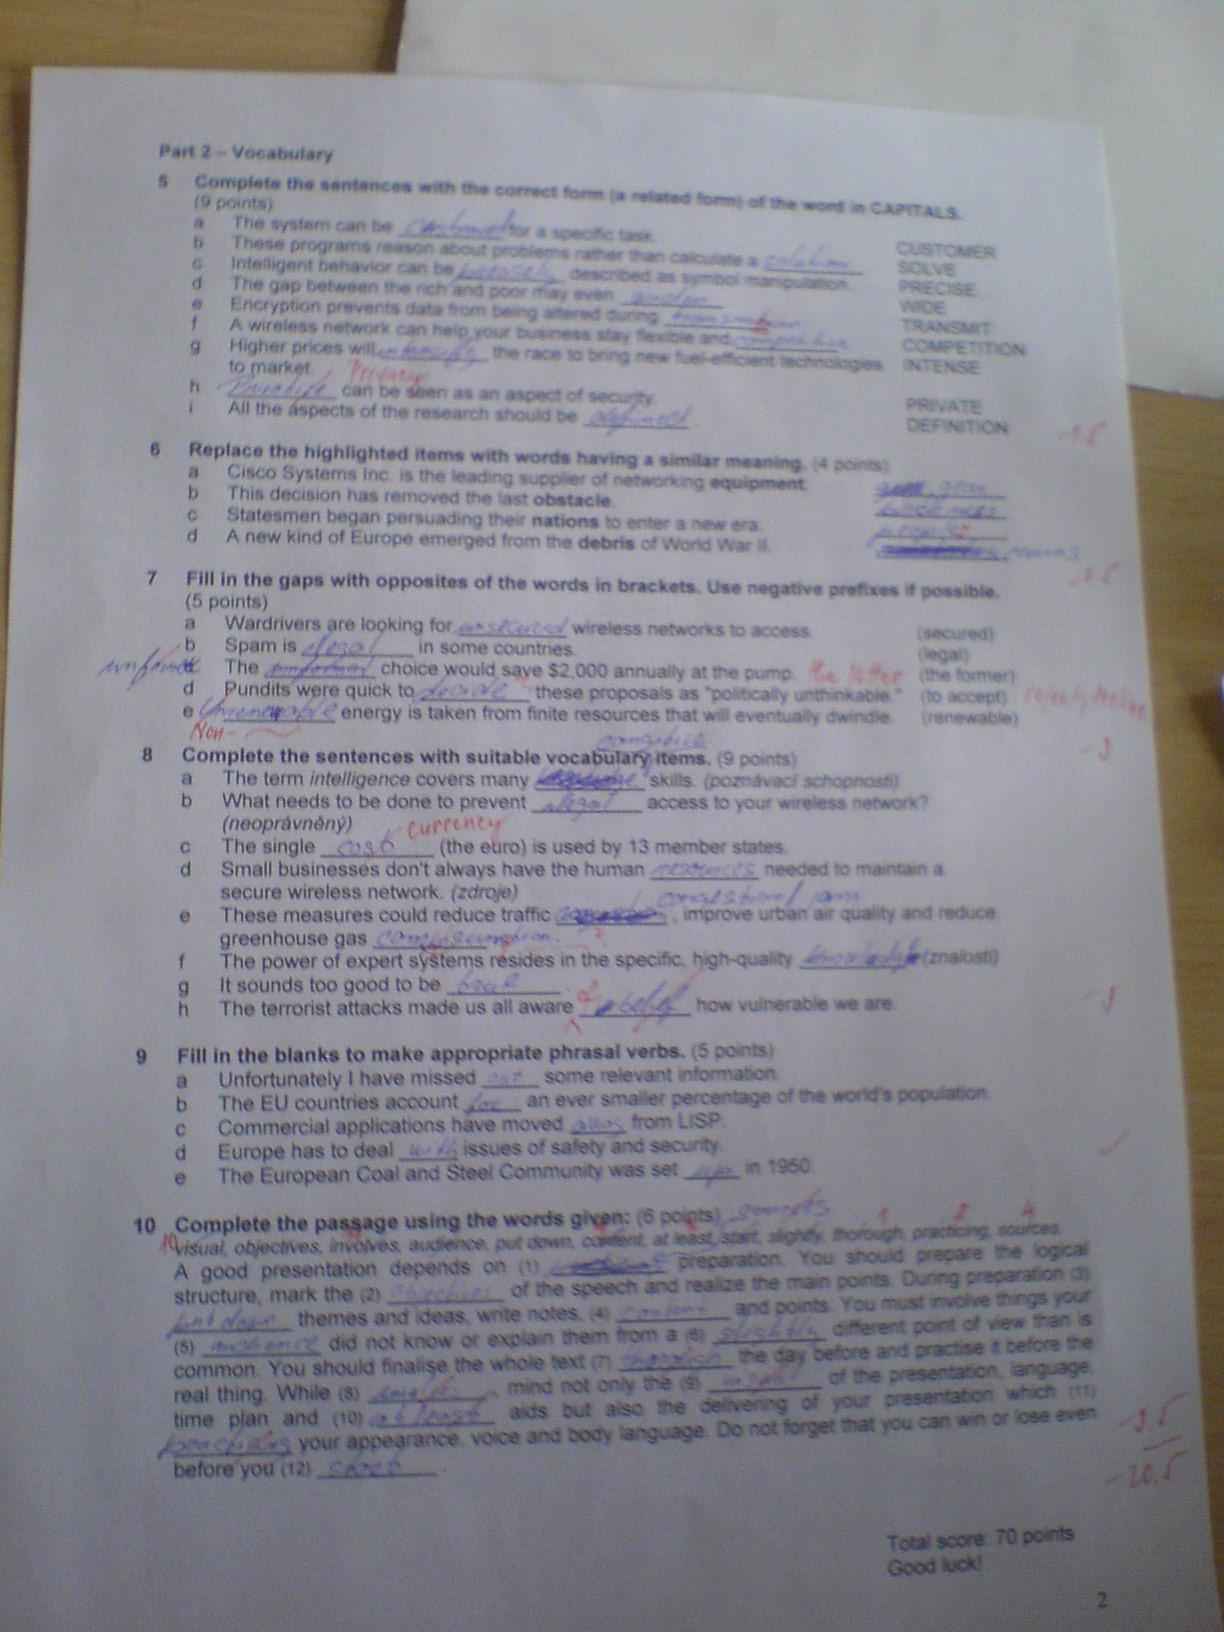 Part 2 – Vocabulary
5 Complete the sentences with the correct form (a related form) of the word in CAPITALS.
(9 points)
a The system can be for a specific task.
CUSTOMER
b These programs reason about problems rather than calculate a solution
SOLVE
c Intelligent behavior can be precisely described as symbol manipulation.
PRECISE
d The gap between the rich and poor may even
WIDE
e Encryption prevents data from being altered during
TRANSMIT
f A wireless network can help your business stay flexible and competitive
COMPETITION
g Higher prices will intensify the race to bring new fuel-efficient technologies
INTENSE
to market.
Privacy
h can be seen as an aspect of security.
PRIVATE
i All the aspects of the research should be defined
DEFINITION
-1.5
6 Replace the highlighted items with words having a similar meaning. (4 points)
a Cisco Systems Inc. is the leading supplier of networking equipment. gear
b This decision has removed the last obstacle.
c Statesmen began persuading their nations to enter a new era. peoples
d A new kind of Europe emerged from the debris of World War II.
-0.5
7 Fill in the gaps with opposites of the words in brackets. Use negative prefixes if possible.
(5 points)
a Wardrivers are looking for unsecured wireless networks to access. (secured)
b Spam is illegal in some countries. (legal)
c The choice would save $2,000 annually at the pump. the latter (the former)
d Pundits were quick to decide these proposals as "politically unthinkable." (to accept) reject, decline
e Unrenewable energy is taken from finite resources that will eventually dwindle. (renewable)
Non-
-3
8 Complete the sentences with suitable vocabulary items. (9 points)
a The term intelligence covers many skills. (poznávací schopnosti)
b What needs to be done to prevent illegal access to your wireless network?
(neoprávněný)
currency
c The single cost (the euro) is used by 13 member states.
d Small businesses don't always have the human resources needed to maintain a
secure wireless network. (zdroje)
congestion / jam
e These measures could reduce traffic , improve urban air quality and reduce
greenhouse gas
f The power of expert systems resides in the specific, high-quality knowledge (znalosti)
g It sounds too good to be true .
h The terrorist attacks made us all aware of how vulnerable we are.
9 Fill in the blanks to make appropriate phrasal verbs. (5 points)
a Unfortunately I have missed out some relevant information.
b The EU countries account for an ever smaller percentage of the world's population.
c Commercial applications have moved away from LISP.
d Europe has to deal with issues of safety and security.
e The European Coal and Steel Community was set up in 1950.
10 Complete the passage using the words given: (6 points)
visual, objectives, involves, audience, put down, content, at least, start, slightly, thorough, practicing, sources.
A good presentation depends on (1) preparation. You should prepare the logical
structure, mark the (2) objectives of the speech and realize the main points. During preparation (3)
put down themes and ideas, write notes, (4) content and points. You must involve things your
(5) audience did not know or explain them from a (6) slightly different point of view than is
common. You should finalise the whole text (7) the day before and practise it before the
real thing. While (8) mind not only the (9) of the presentation, language,
time plan and (10) at least aids but also the delivering of your presentation which (11)
your appearance, voice and body language. Do not forget that you can win or lose even
before you (12) start .
-20,5
Total score: 70 points
Good luck!
2